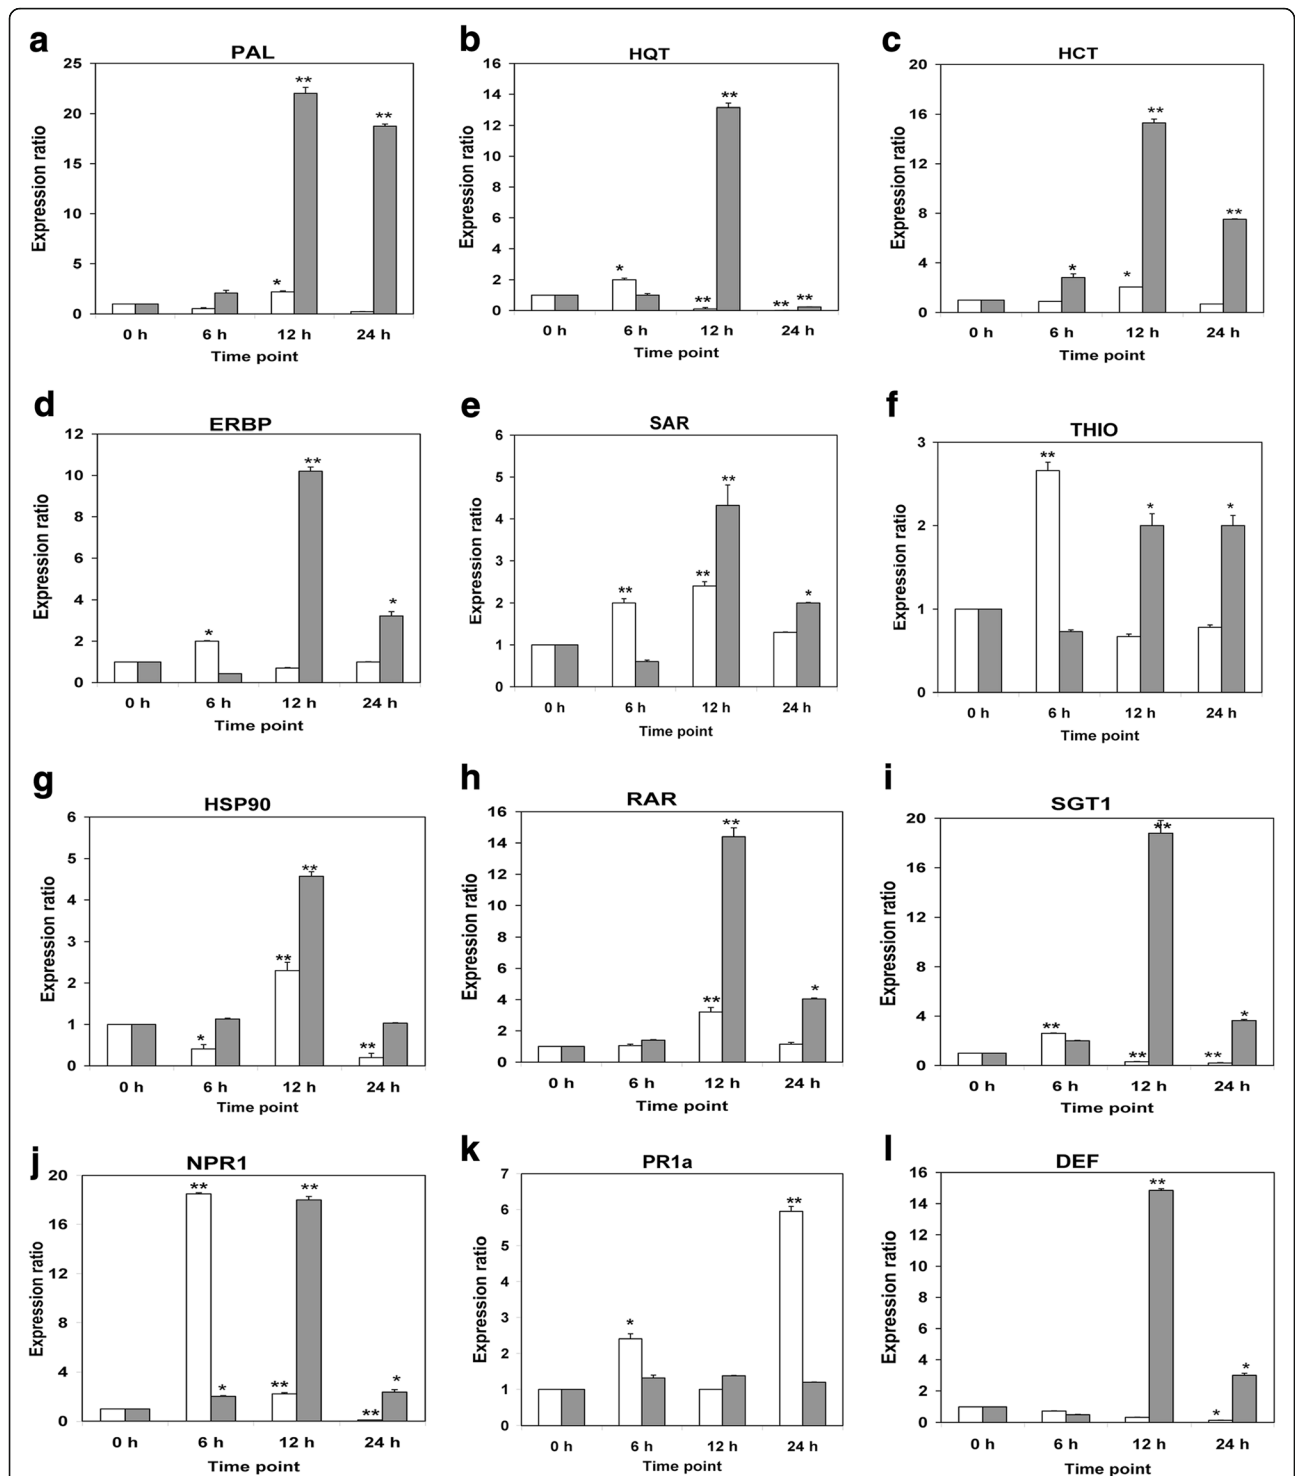 a
PAL
25
20
15
10
5
0
Expression ratio
*
**
**
0 h 6 h 12 h 24 h
Time point
b
HQT
16
14
12
10
8
6
4
2
0
Expression ratio
*
**
**
** **
0 h 6 h 12 h 24 h
Time point
c
HCT
20
16
12
8
4
0
Expression ratio
*
*
**
**
0 h 6 h 12 h 24 h
Time point
d
ERBP
12
10
8
6
4
2
0
Expression ratio
*
**
*
0 h 6 h 12 h 24 h
Time point
e
SAR
6
5
4
3
2
1
0
Expression ratio
**
**
**
*
0 h 6 h 12 h 24 h
Time point
f
THIO
3
2
1
0
Expression ratio
**
*
*
0 h 6 h 12 h 24 h
Time point
g
HSP90
6
5
4
3
2
1
0
Expression ratio
*
**
**
**
0 h 6 h 12 h 24 h
Time point
h
RAR
16
14
12
10
8
6
4
2
0
Expression ratio
**
**
*
0 h 6 h 12 h 24 h
Time point
i
SGT1
20
16
12
8
4
0
Expression ratio
**
**
**
**
*
0 h 6 h 12 h 24 h
Time point
j
NPR1
20
16
12
8
4
0
Expression ratio
**
*
**
**
**
*
0 h 6 h 12 h 24 h
Time point
k
PR1a
7
6
5
4
3
2
1
0
Expression ratio
*
**
0 h 6 h 12 h 24 h
Time point
l
DEF
16
14
12
10
8
6
4
2
0
Expression ratio
**
*
*
0 h 6 h 12 h 24 h
Time point